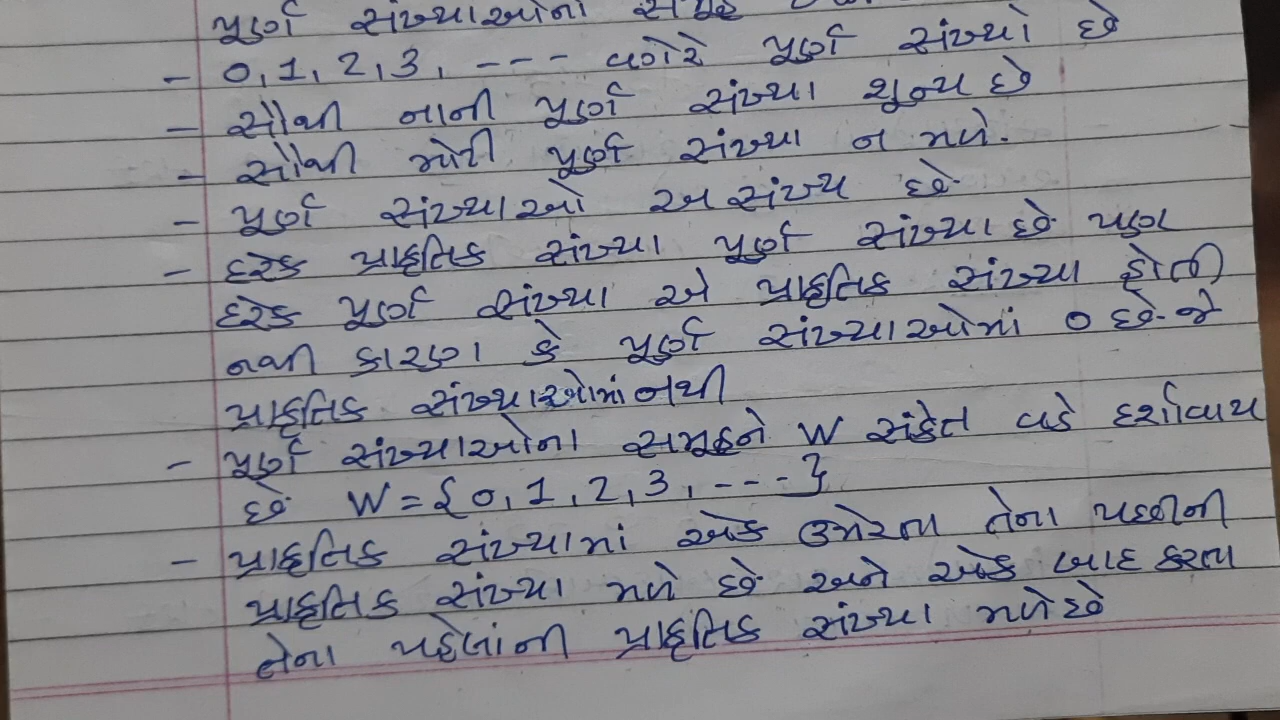 પૂર્ણ સંખ્યાઓના સમૂહ
- 0, 1, 2, 3, --- વગેરે પૂર્ણ સંખ્યો છે
- સૌથી નાની પૂર્ણ સંખ્યા શૂન્ય છે
- સૌથી મોટી પૂર્ણ સંખ્યા ન મળે.
- પૂર્ણ સંખ્યાઓ અસંખ્ય છે.
- દરેક પ્રાકૃતિક સંખ્યા પૂર્ણ સંખ્યા છે પણ
દરેક પૂર્ણ સંખ્યા એ પ્રાકૃતિક સંખ્યા હોતી
નથી કારણ કે પૂર્ણ સંખ્યાઓમાં 0 છે. જે
પ્રાકૃતિક સંખ્યાઓમાં નથી
- પૂર્ણ સંખ્યાઓના સમૂહને W સંકેત વડે દર્શાવાય
છે W = {0, 1, 2, 3, ---}
- પ્રાકૃતિક સંખ્યામાં એક ઉમેરતા તેના પછીની
પ્રાકૃતિક સંખ્યા મળે છે અને એક બાદ કરતા
તેના પહેલાંની પ્રાકૃતિક સંખ્યા મળે છે